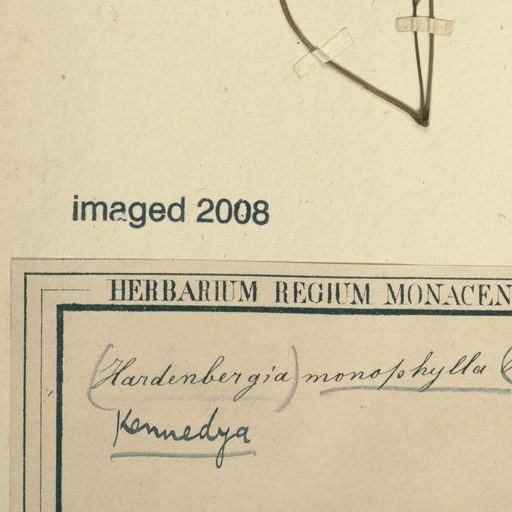 imaged 2008
HERBARIUM REGIUM MONACEN
(Hardenbergia) monophylla (
Kennedya